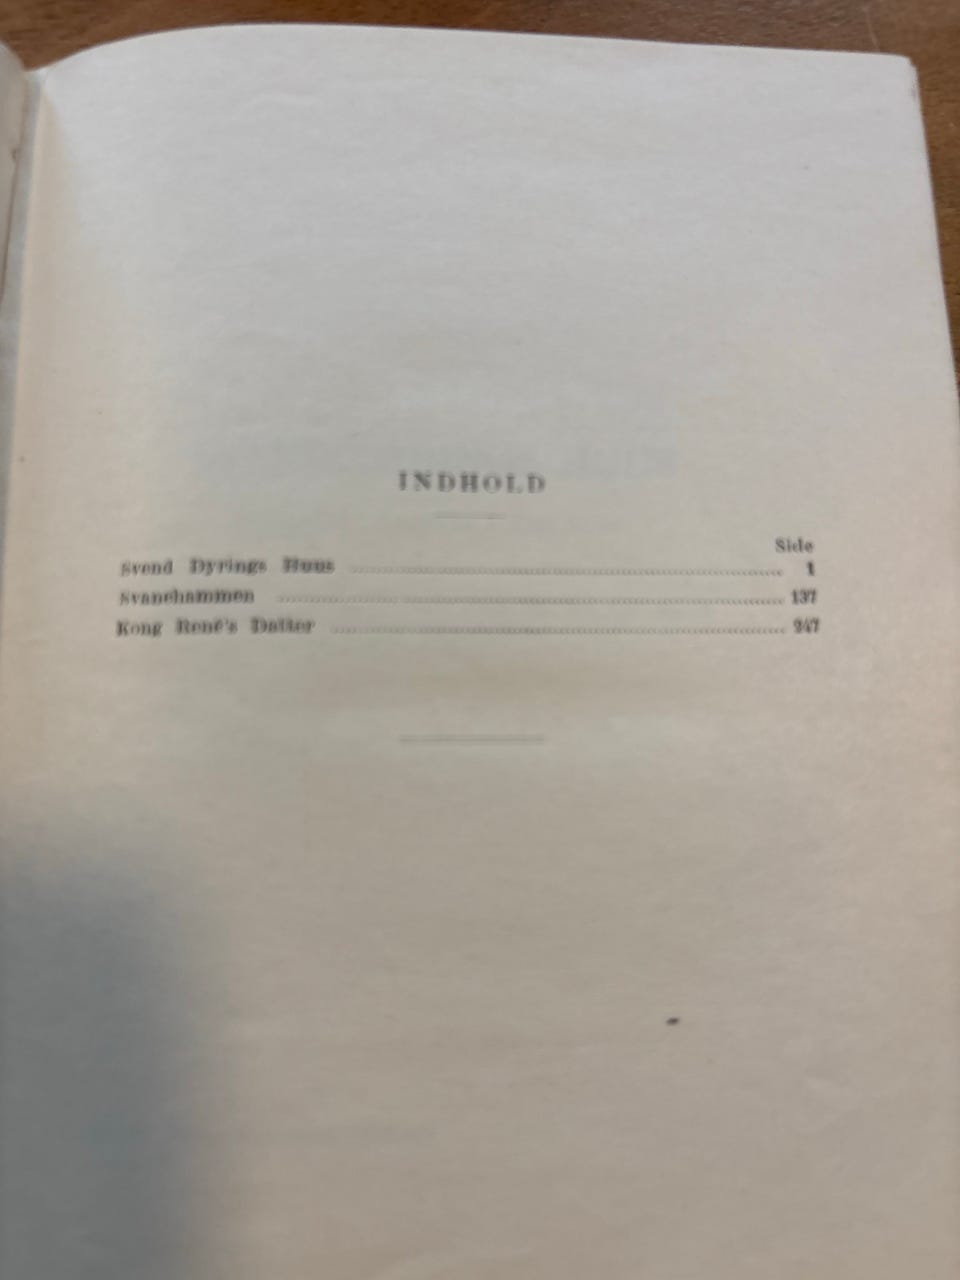 INDHOLD
Side
Svend Dyrings Huus 1
Svanehammen 137
Kong René's Datter 247